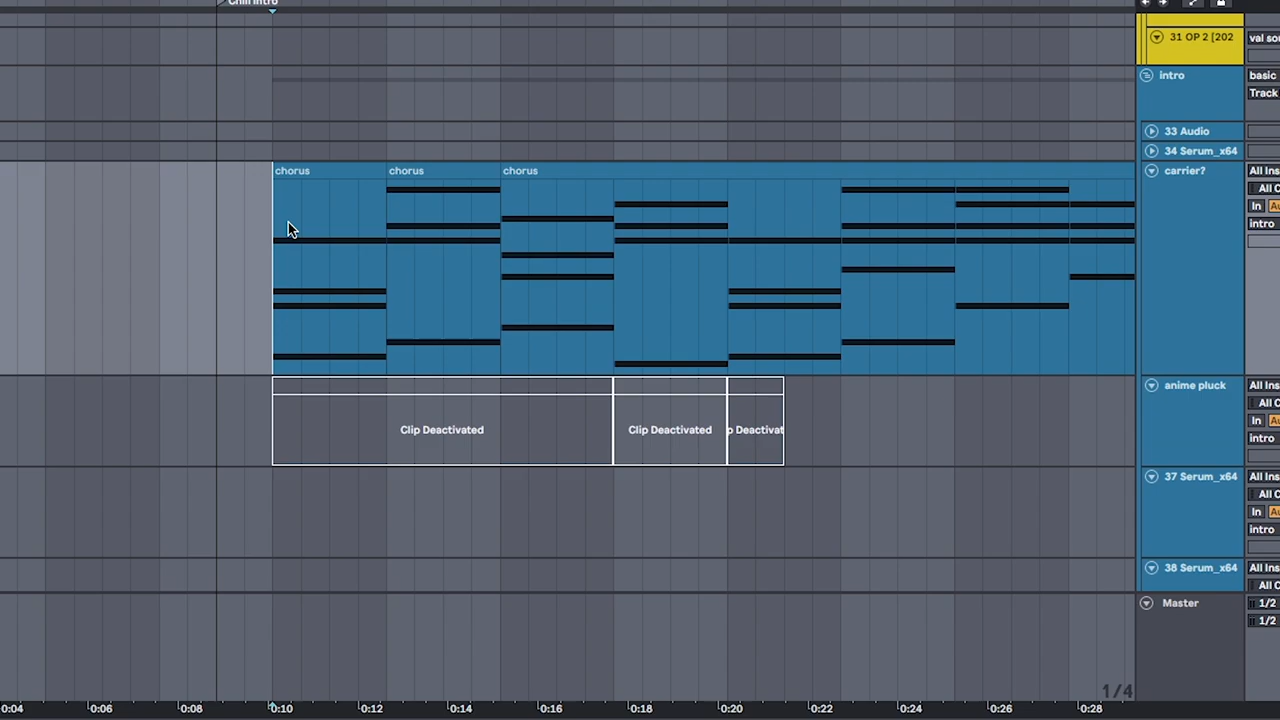 Chill Intro
31 OP 2 [202
val sou
intro
basic
Track
33 Audio
34 Serum_x64
chorus
chorus
chorus
carrier?
All Ins
All C
In
Au
intro
anime pluck
All Ins
All C
In
Au
intro
Clip Deactivated
Clip Deactivated
p Deactivat
37 Serum_x64
All Ins
All C
In
Au
intro
38 Serum_x64
All Ins
All C
Master
1/2
1/2
1/4
0:04
0:06
0:08
0:10
0:12
0:14
0:16
0:18
0:20
0:22
0:24
0:26
0:28